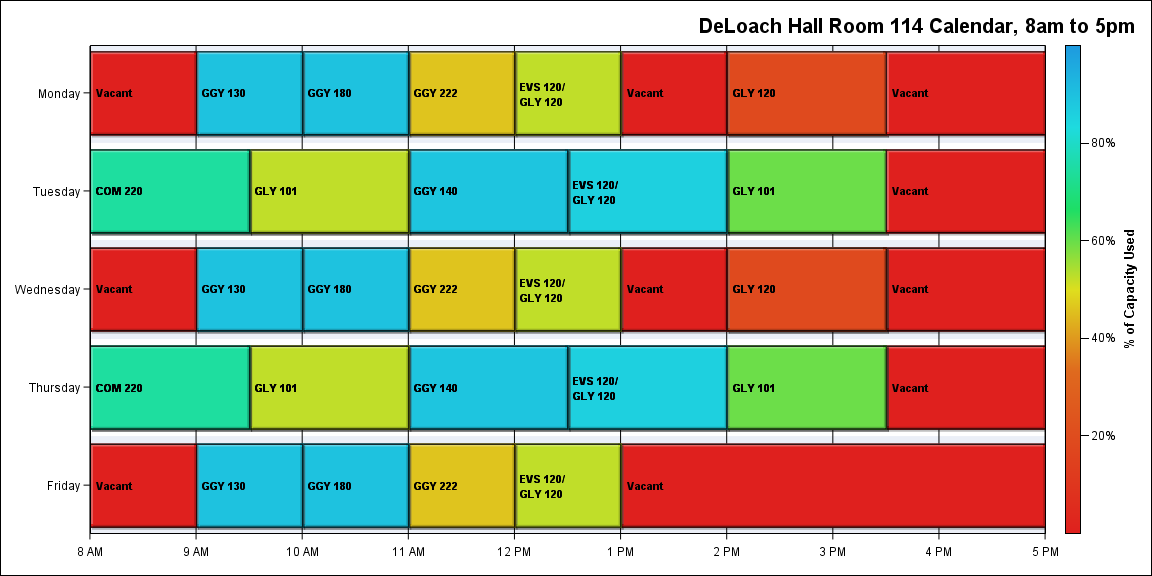 DeLoach Hall Room 114 Calendar, 8am to 5pm
Monday
Vacant
GGY 130
GGY 180
GGY 222
EVS 120/
GLY 120
Vacant
GLY 120
Vacant
Tuesday
COM 220
GLY 101
GGY 140
EVS 120/
GLY 120
GLY 101
Vacant
Wednesday
Vacant
GGY 130
GGY 180
GGY 222
EVS 120/
GLY 120
Vacant
GLY 120
Vacant
Thursday
COM 220
GLY 101
GGY 140
EVS 120/
GLY 120
GLY 101
Vacant
Friday
Vacant
GGY 130
GGY 180
GGY 222
EVS 120/
GLY 120
Vacant
8 AM
9 AM
10 AM
11 AM
12 PM
1 PM
2 PM
3 PM
4 PM
5 PM
80%
60%
40%
20%
% of Capacity Used